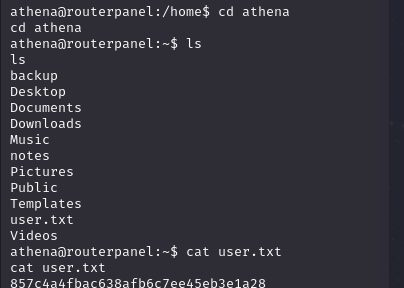 athena@routerpanel:/home$ cd athena
cd athena
athena@routerpanel:~$ ls
ls
backup
Desktop
Documents
Downloads
Music
notes
Pictures
Public
Templates
user.txt
Videos
athena@routerpanel:~$ cat user.txt
cat user.txt
857c4a4fbac638afb6c7ee45eb3e1a28